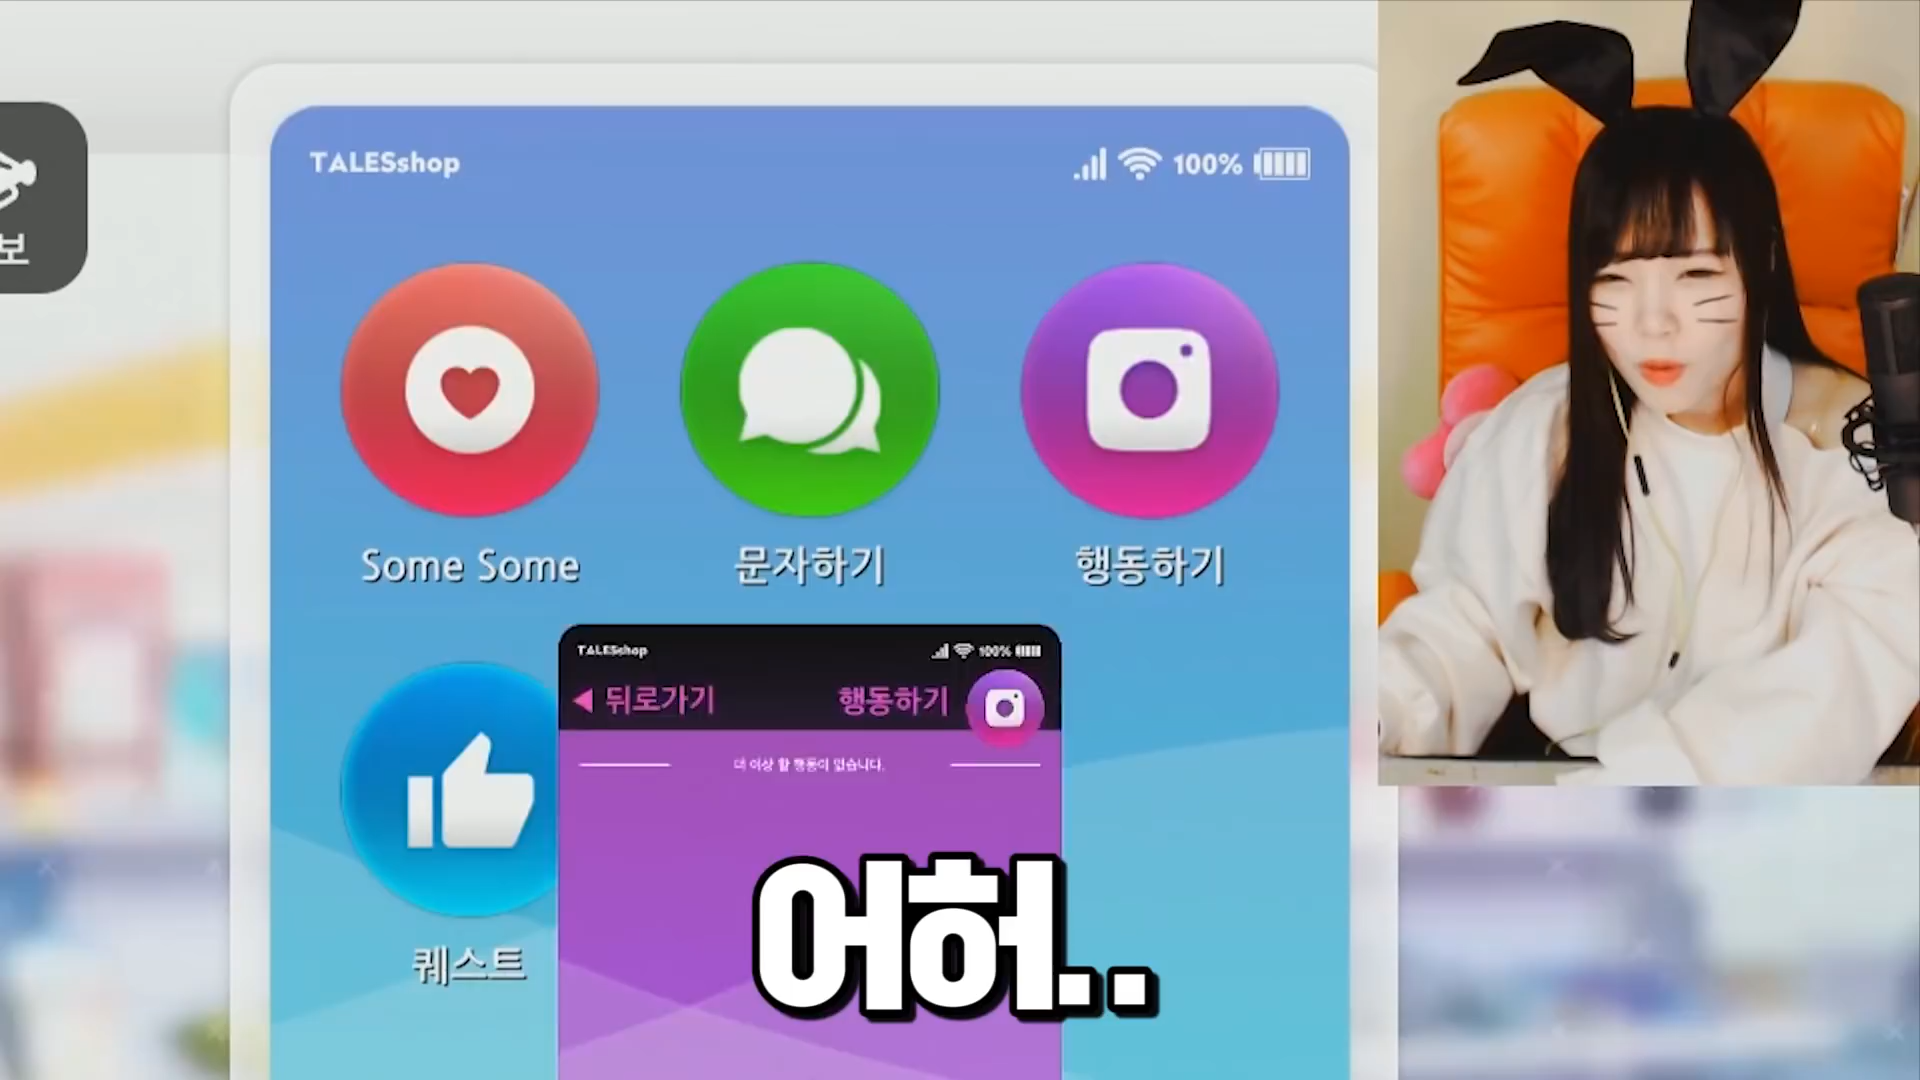 보
TALESshop
100%
Some Some
문자하기
행동하기
퀘스트
TALESshop
100%
뒤로가기
행동하기
더 이상 할 행동이 없습니다.
어허..